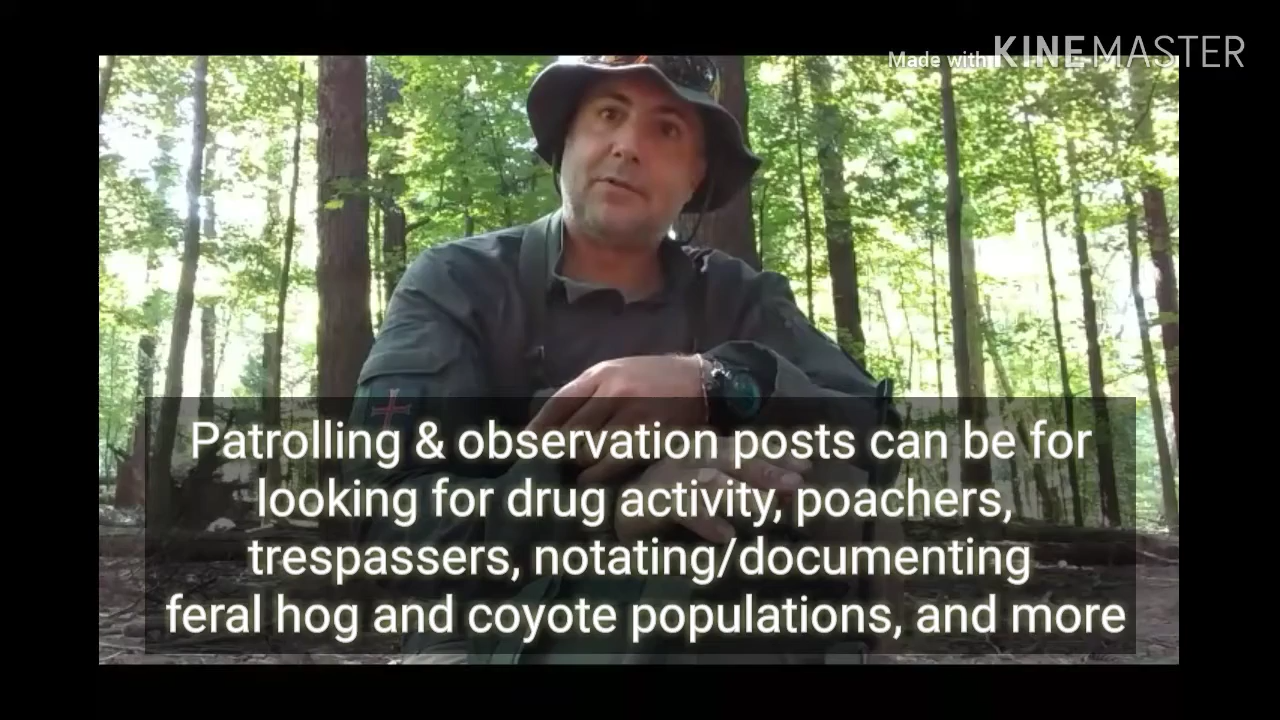 Made with KINEMASTER
Patrolling & observation posts can be for
looking for drug activity, poachers,
trespassers, notating/documenting
feral hog and coyote populations, and more